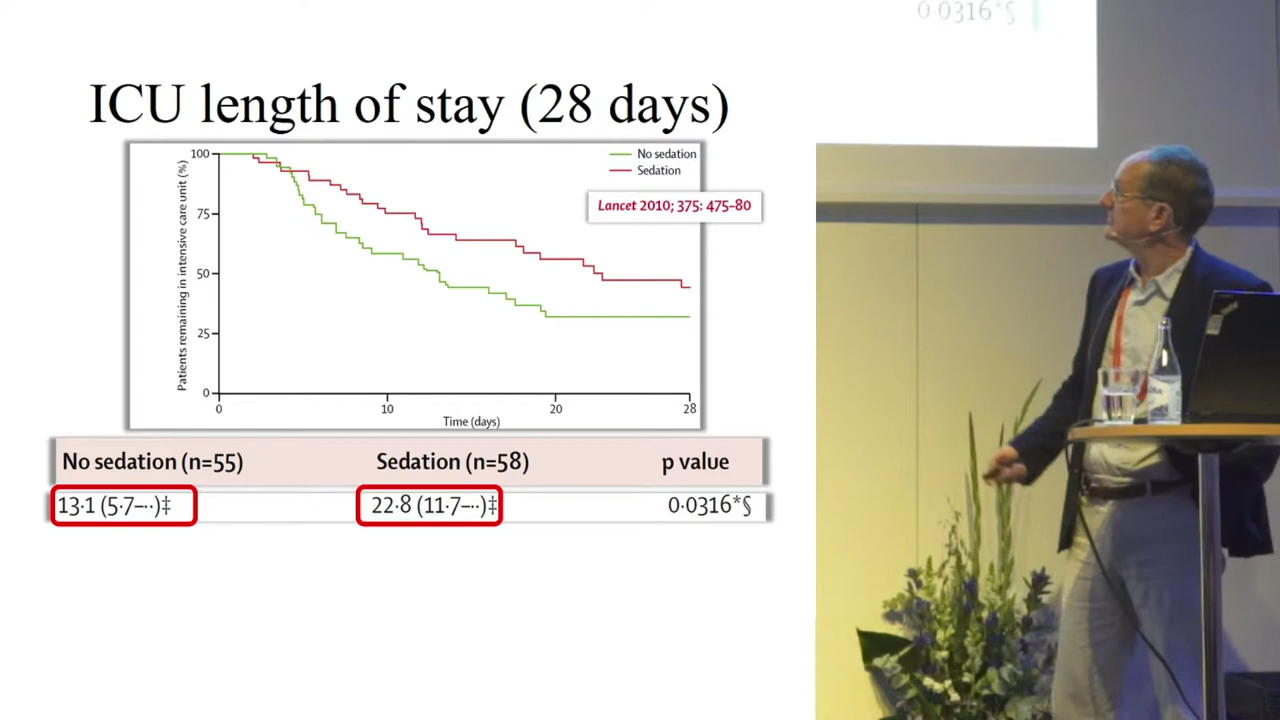 0·0316*§
ICU length of stay (28 days)
100
75
50
25
0
Patients remaining in intensive care unit (%)
No sedation
Sedation
Lancet 2010; 375: 475–80
0
10
20
28
Time (days)
No sedation (n=55) Sedation (n=58) p value
13·1 (5·7–··)‡ 22·8 (11·7–··)‡ 0·0316*§